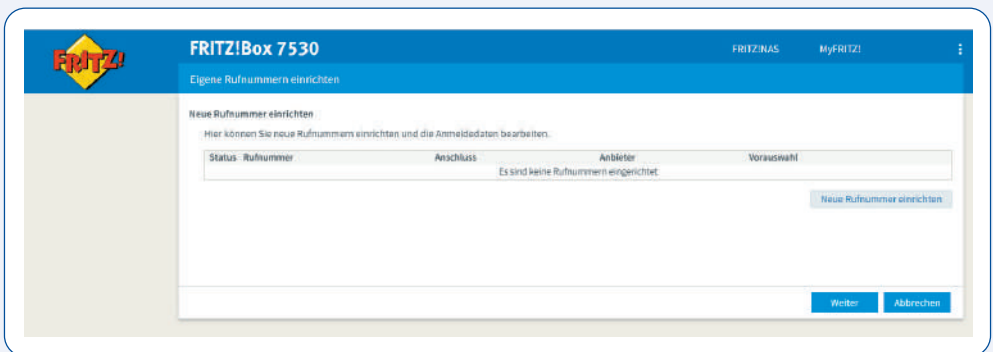 FRITZ!
FRITZ!Box 7530 FRITZ!NAS MyFRITZ!
Eigene Rufnummern einrichten
Neue Rufnummer einrichten
Hier können Sie neue Rufnummern einrichten und die Anmeldedaten bearbeiten.
Status Rufnummer Anschluss Anbieter Vorauswahl
Es sind keine Rufnummern eingerichtet
Neue Rufnummer einrichten
Weiter Abbrechen